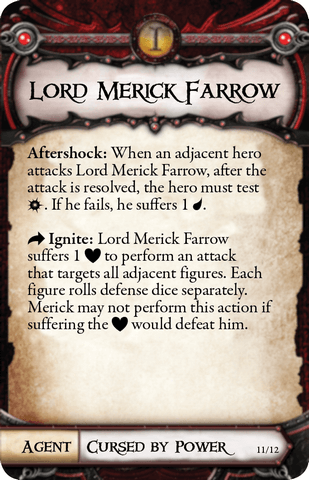 I
Lord Merick Farrow
Aftershock: When an adjacent hero
attacks Lord Merick Farrow, after the
attack is resolved, the hero must test
. If he fails, he suffers 1 .
Ignite: Lord Merick Farrow
suffers 1 to perform an attack
that targets all adjacent figures. Each
figure rolls defense dice separately.
Merick may not perform this action if
suffering the would defeat him.
Agent Cursed by Power 11/12